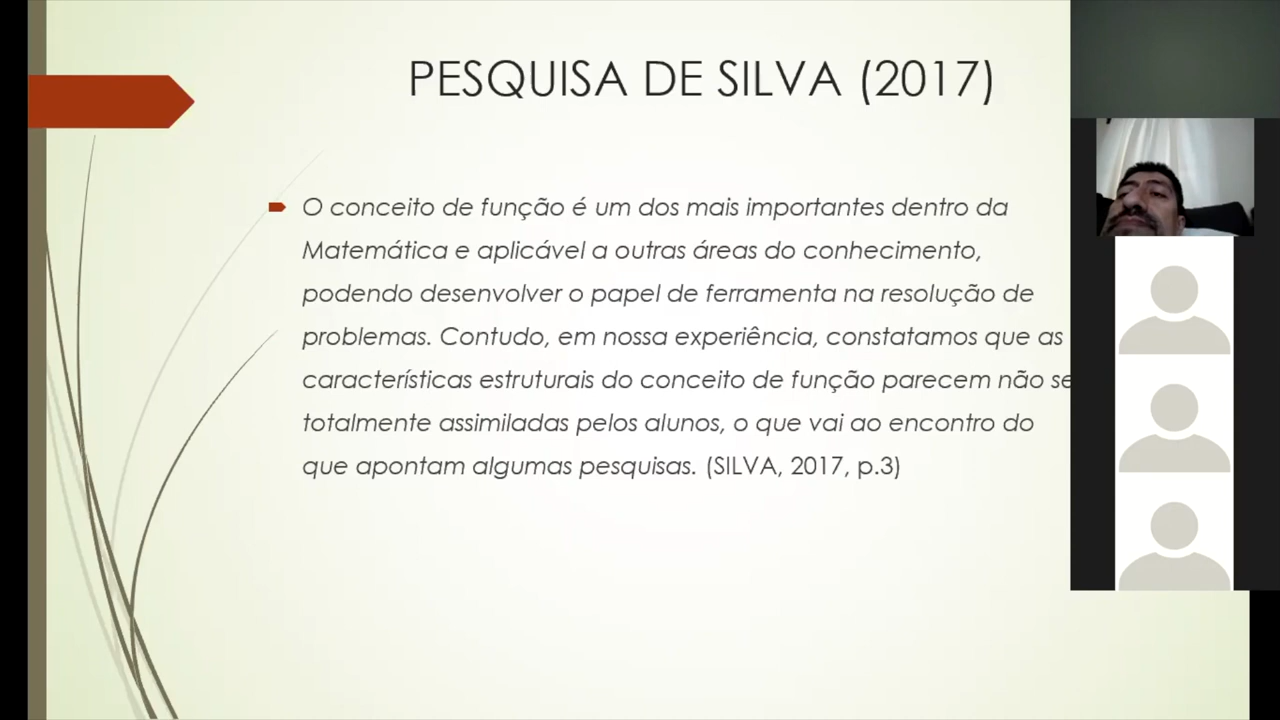 PESQUISA DE SILVA (2017)
O conceito de função é um dos mais importantes dentro da
Matemática e aplicável a outras áreas do conhecimento,
podendo desenvolver o papel de ferramenta na resolução de
problemas. Contudo, em nossa experiência, constatamos que as
características estruturais do conceito de função parecem não se
totalmente assimiladas pelos alunos, o que vai ao encontro do
que apontam algumas pesquisas. (SILVA, 2017, p.3)